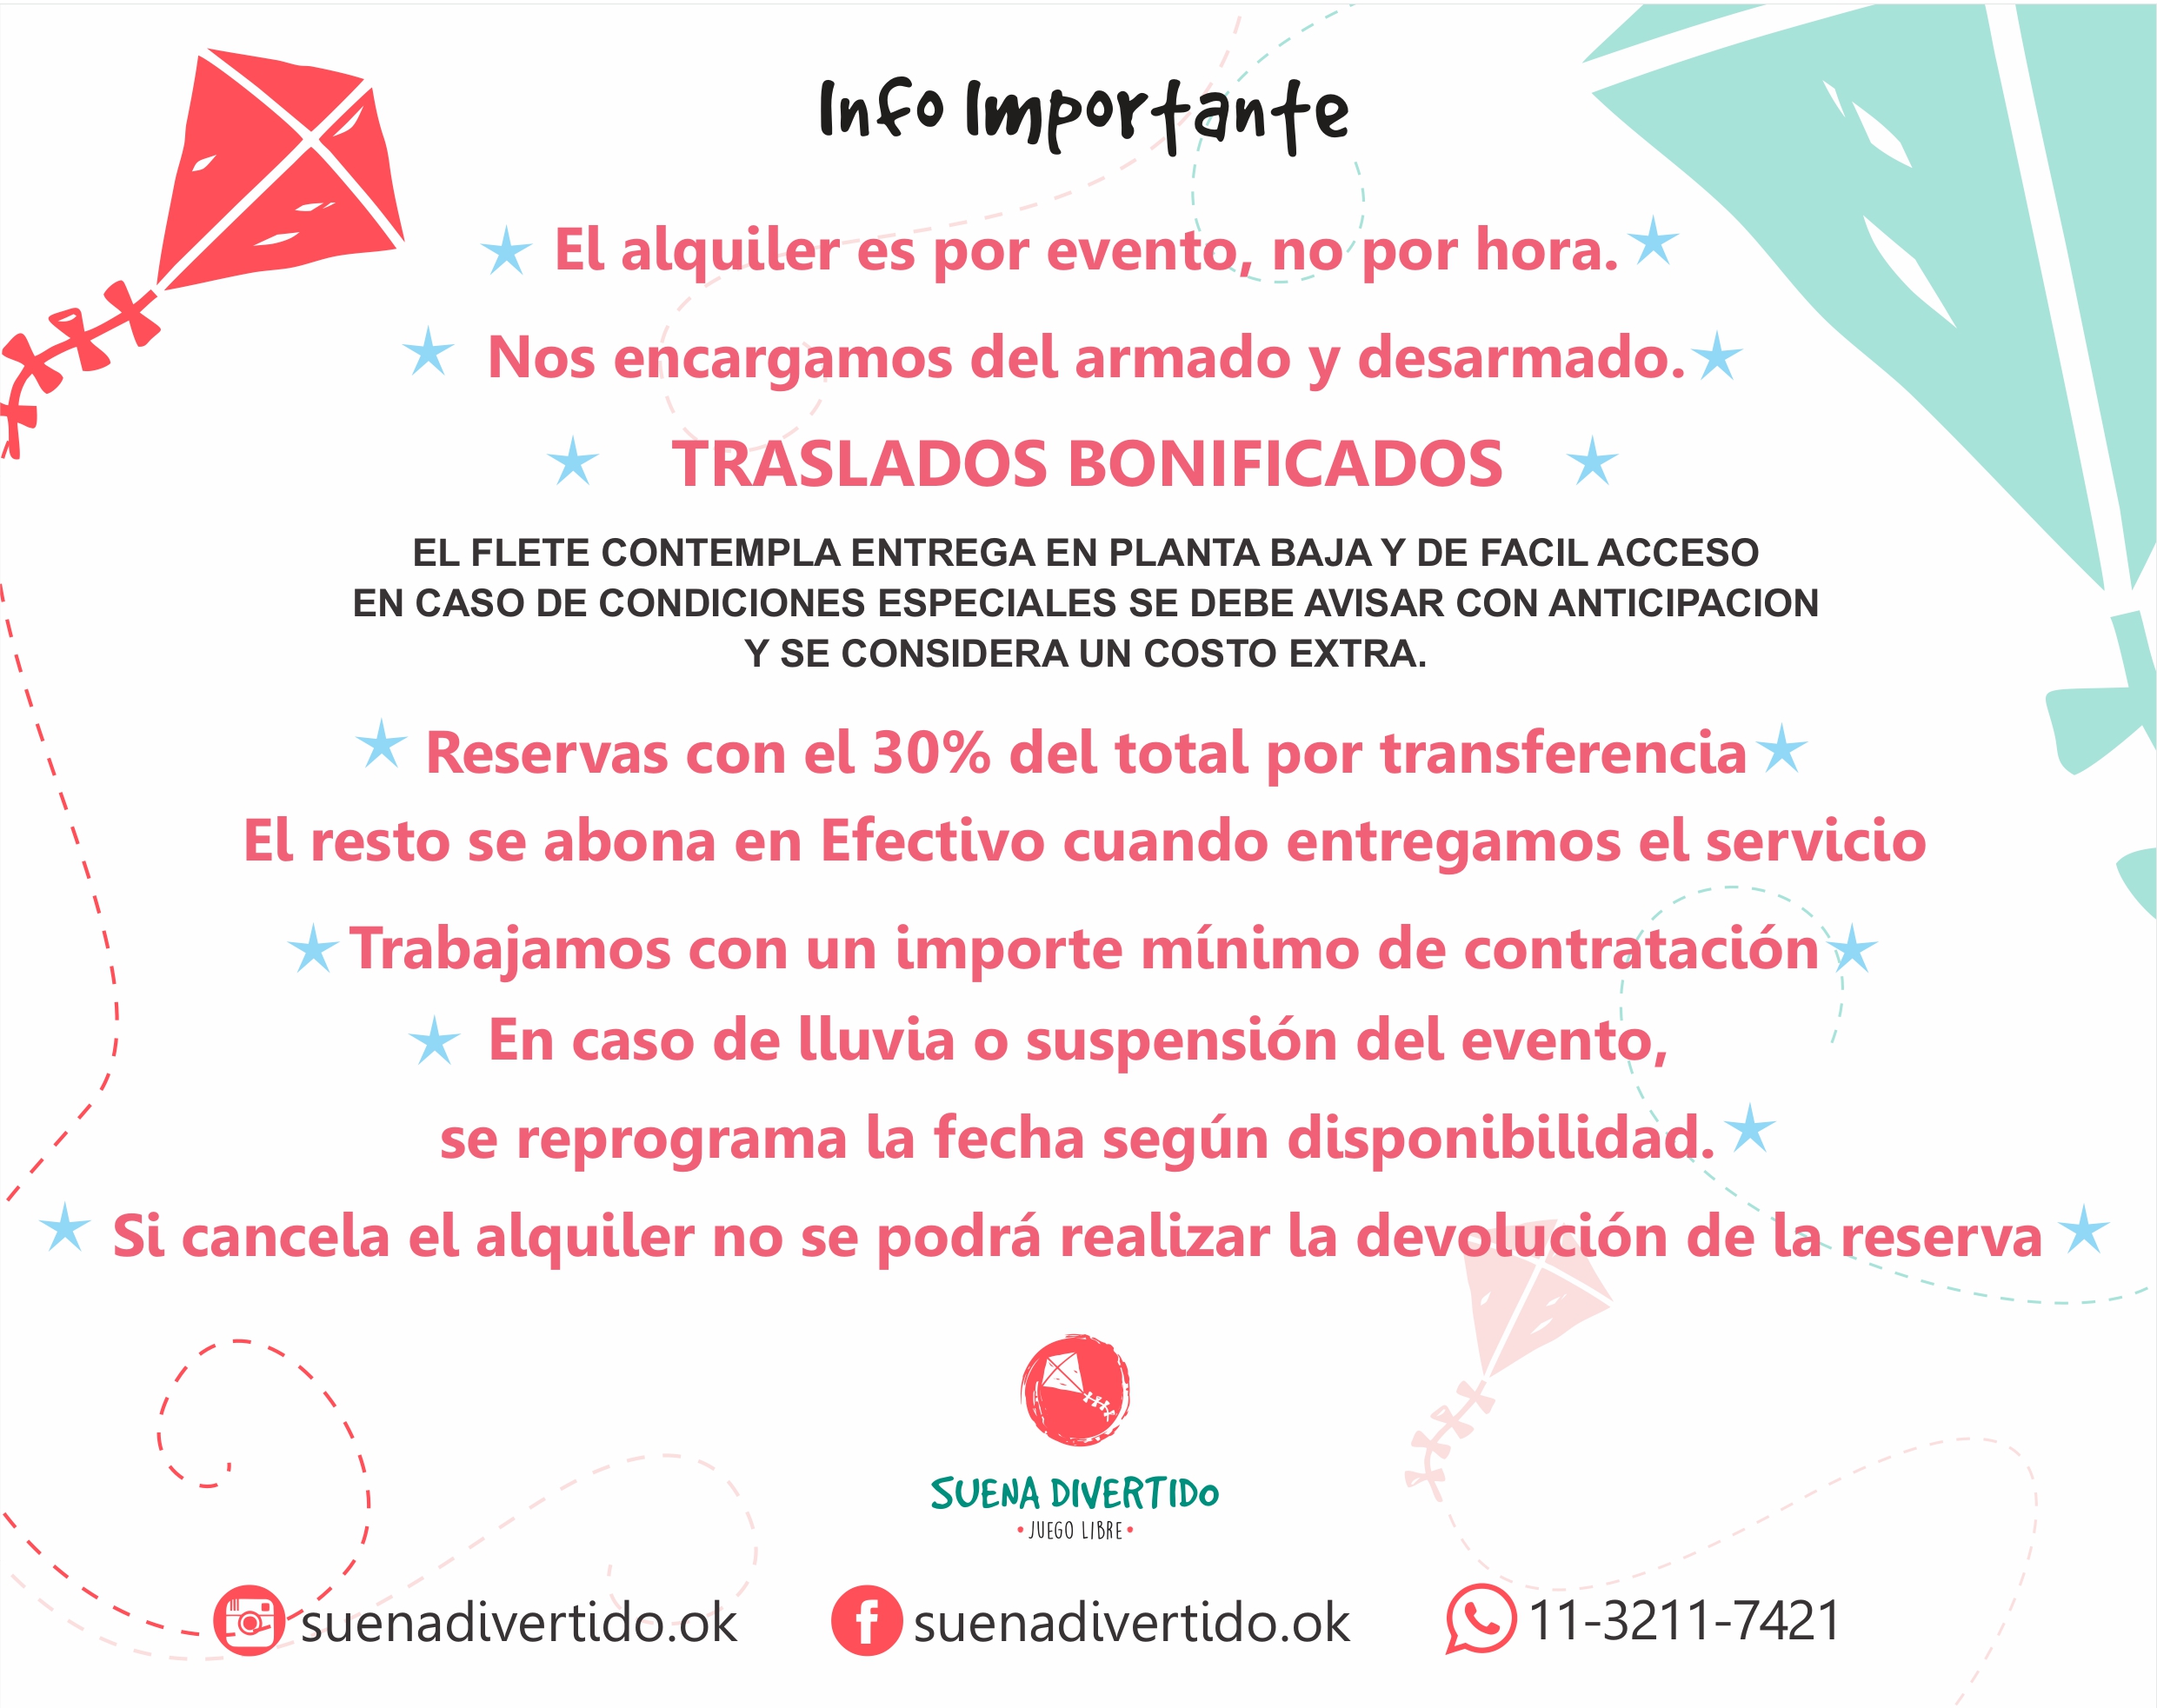 Info Importante
El alquiler es por evento, no por hora.
Nos encargamos del armado y desarmado.
TRASLADOS BONIFICADOS
EL FLETE CONTEMPLA ENTREGA EN PLANTA BAJA Y DE FACIL ACCESO
EN CASO DE CONDICIONES ESPECIALES SE DEBE AVISAR CON ANTICIPACION
Y SE CONSIDERA UN COSTO EXTRA.
Reservas con el 30% del total por transferencia
El resto se abona en Efectivo cuando entregamos el servicio
Trabajamos con un importe mínimo de contratación
En caso de lluvia o suspensión del evento,
se reprograma la fecha según disponibilidad.
Si cancela el alquiler no se podrá realizar la devolución de la reserva
SUENA DIVERTIDO
• JUEGO LIBRE •
suenadivertido.ok
suenadivertido.ok
11-3211-7421